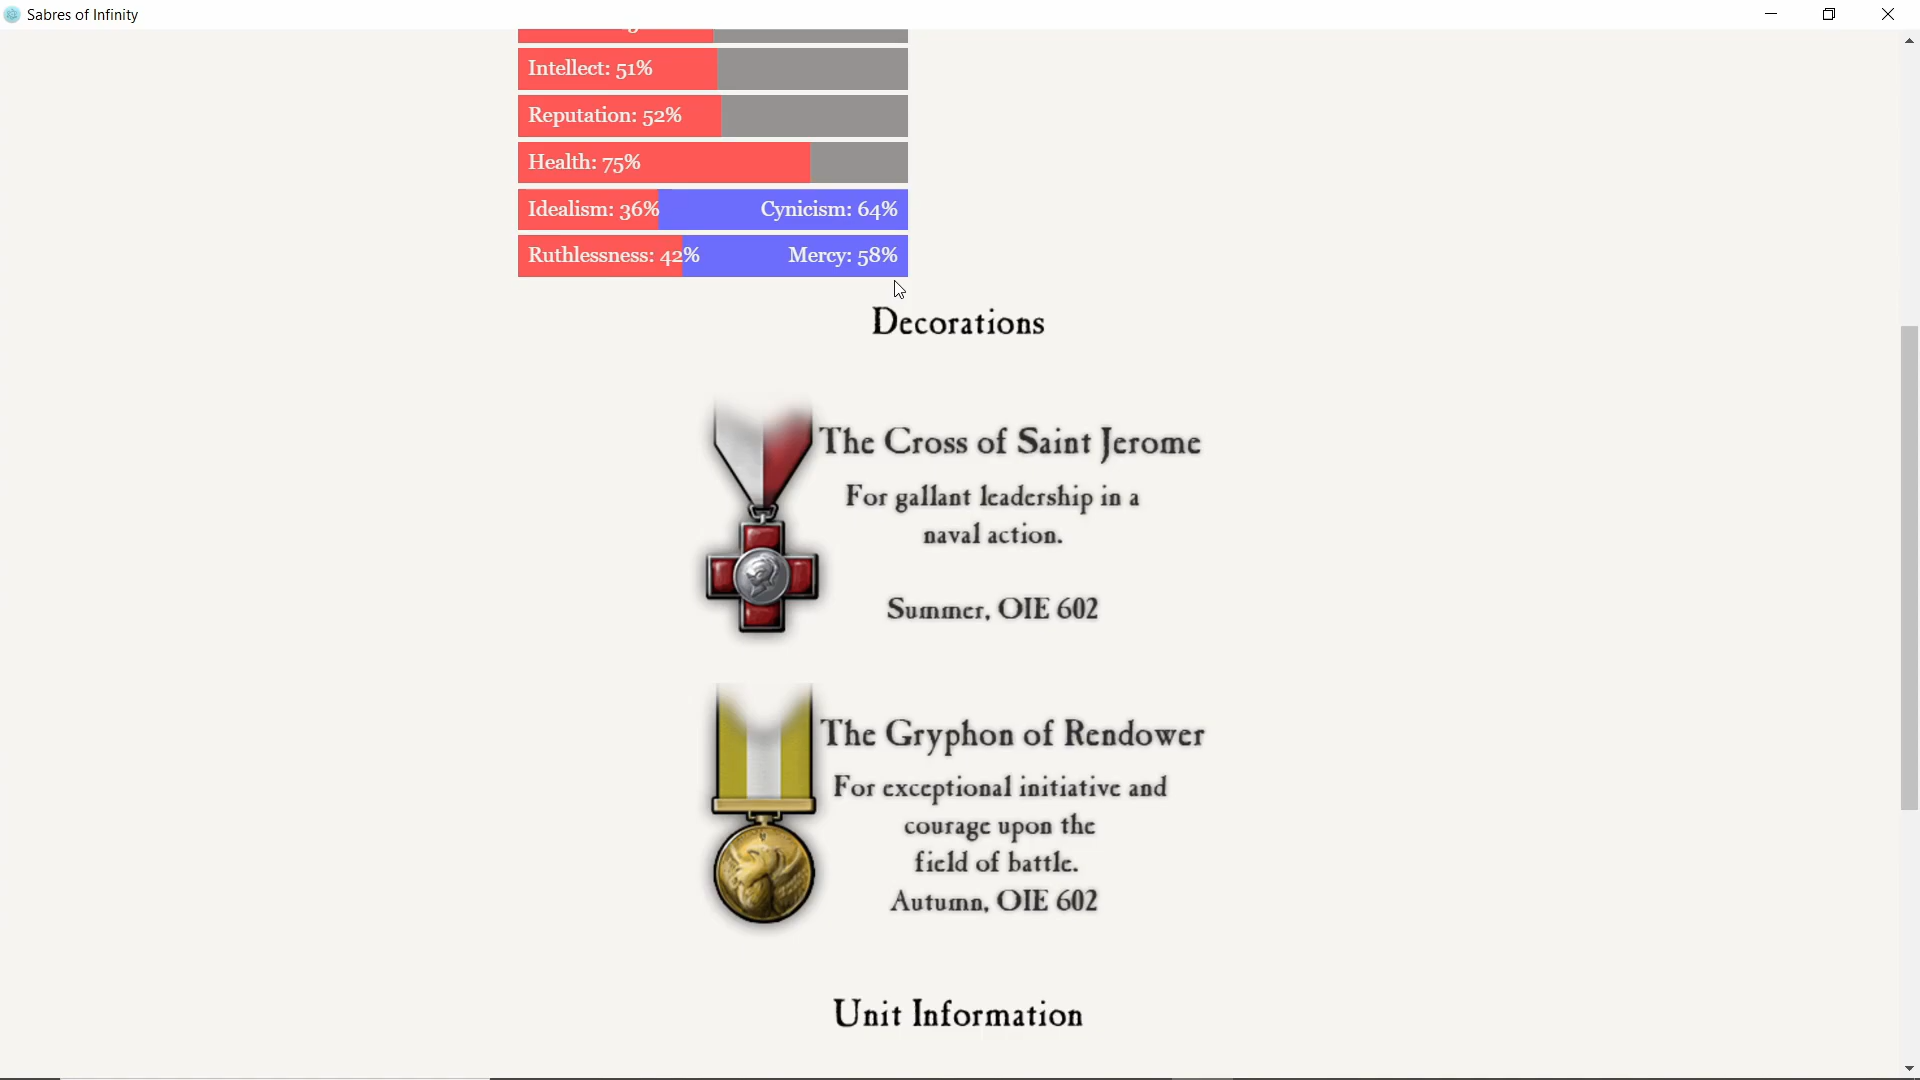 Sabres of Infinity
Intellect: 51%
Reputation: 52%
Health: 75%
Idealism: 36% Cynicism: 64%
Ruthlessness: 42% Mercy: 58%
Decorations
The Cross of Saint Jerome
For gallant leadership in a
naval action.
Summer, OIE 602
The Gryphon of Rendower
For exceptional initiative and
courage upon the
field of battle.
Autumn, OIE 602
Unit Information